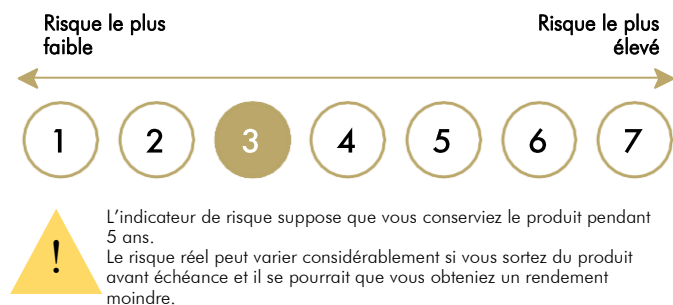 Risque le plus faible
Risque le plus élevé
1 2 3 4 5 6 7
!
L'indicateur de risque suppose que vous conserviez le produit pendant
5 ans.
Le risque réel peut varier considérablement si vous sortez du produit
avant échéance et il se pourrait que vous obteniez un rendement
moindre.